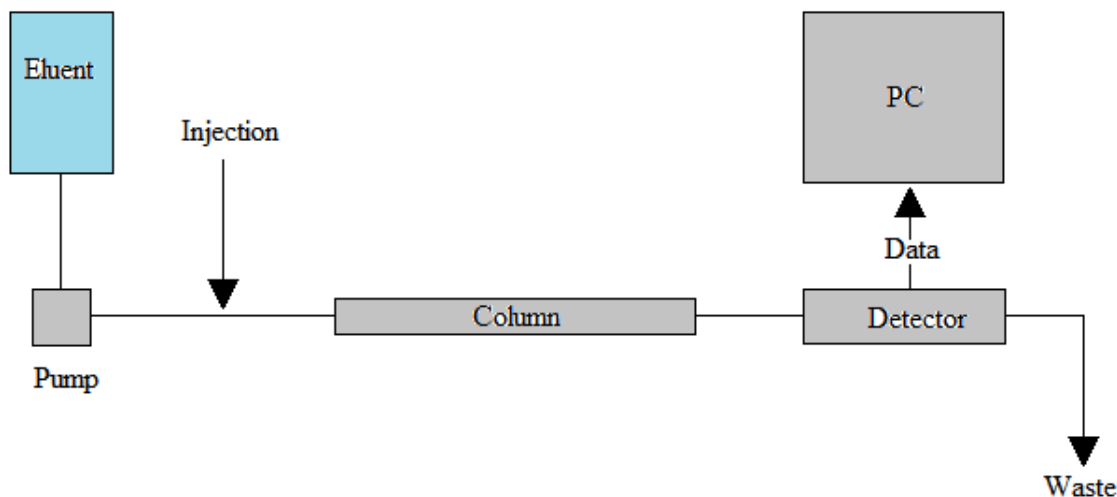 Eluent
PC
Injection
Data
Column
Detector
Pump
Waste